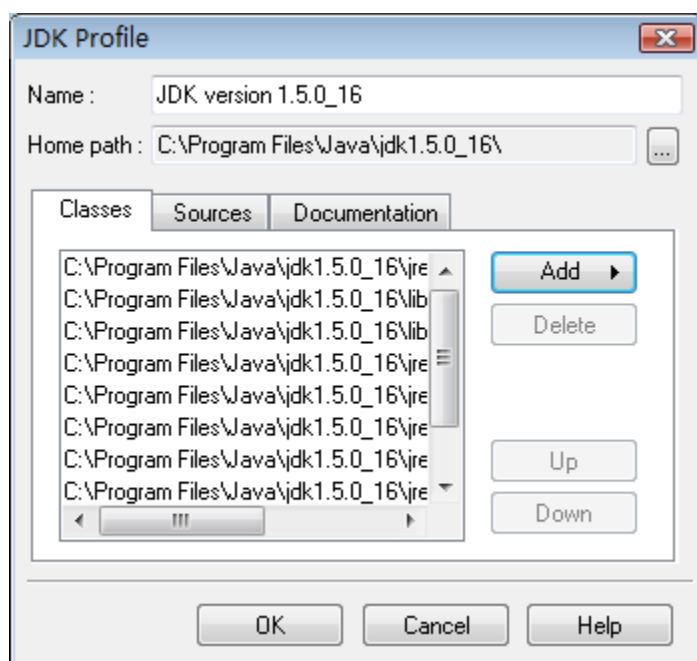 JDK Profile
Name : JDK version 1.5.0_16
Home path : C:\Program Files\Java\jdk1.5.0_16\ ...
Classes Sources Documentation
C:\Program Files\Java\jdk1.5.0_16\jre
C:\Program Files\Java\jdk1.5.0_16\lib
C:\Program Files\Java\jdk1.5.0_16\lib
C:\Program Files\Java\jdk1.5.0_16\jre
C:\Program Files\Java\jdk1.5.0_16\jre
C:\Program Files\Java\jdk1.5.0_16\jre
C:\Program Files\Java\jdk1.5.0_16\jre
C:\Program Files\Java\jdk1.5.0_16\jre
Add
Delete
Up
Down
OK Cancel Help